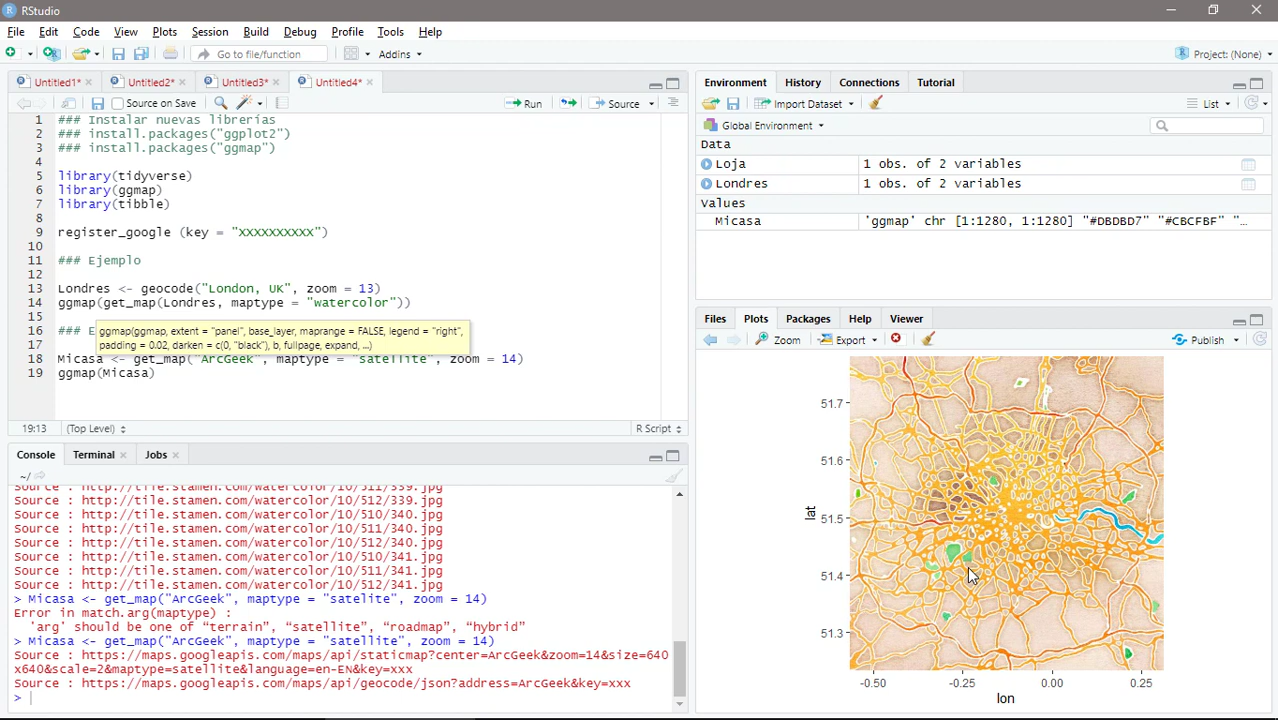 RStudio
File Edit Code View Plots Session Build Debug Profile Tools Help
Go to file/function Addins Project: (None)
Untitled1* Untitled2* Untitled3* Untitled4*
Source on Save Run Source
1 ### Instalar nuevas librerias
2 ### install.packages("ggplot2")
3 ### install.packages("ggmap")
4
5 library(tidyverse)
6 library(ggmap)
7 library(tibble)
8
9 register_google (key = "XXXXXXXXXX")
10
11 ### Ejemplo
12
13 Londres <- geocode("London, UK", zoom = 13)
14 ggmap(get_map(Londres, maptype = "watercolor"))
15
16 ### E
ggmap(ggmap, extent = "panel", base_layer, maprange = FALSE, legend = "right",
padding = 0.02, darken = c(0, "black"), b, fullpage, expand, ...)
17
18 Micasa <- get_map("ArcGeek", maptype = "satellite", zoom = 14)
19 ggmap(Micasa)
19:13 (Top Level) R Script
Console Terminal Jobs
~/
Source : http://tile.stamen.com/watercolor/10/511/339.jpg
Source : http://tile.stamen.com/watercolor/10/512/339.jpg
Source : http://tile.stamen.com/watercolor/10/510/340.jpg
Source : http://tile.stamen.com/watercolor/10/511/340.jpg
Source : http://tile.stamen.com/watercolor/10/512/340.jpg
Source : http://tile.stamen.com/watercolor/10/510/341.jpg
Source : http://tile.stamen.com/watercolor/10/511/341.jpg
Source : http://tile.stamen.com/watercolor/10/512/341.jpg
> Micasa <- get_map("ArcGeek", maptype = "satelite", zoom = 14)
Error in match.arg(maptype) :
'arg' should be one of “terrain”, “satellite”, “roadmap”, “hybrid”
> Micasa <- get_map("ArcGeek", maptype = "satellite", zoom = 14)
Source : https://maps.googleapis.com/maps/api/staticmap?center=ArcGeek&zoom=14&size=640
x640&scale=2&maptype=satellite&language=en-EN&key=xxx
Source : https://maps.googleapis.com/maps/api/geocode/json?address=ArcGeek&key=xxx
>
Environment History Connections Tutorial
Import Dataset List
Global Environment
Data
Loja 1 obs. of 2 variables
Londres 1 obs. of 2 variables
Values
Micasa 'ggmap' chr [1:1280, 1:1280] "#DBDBD7" "#CBCFBF" "…
Files Plots Packages Help Viewer
Zoom Export Publish
51.7
51.6
51.5
51.4
51.3
lat
-0.50 -0.25 0.00 0.25
lon